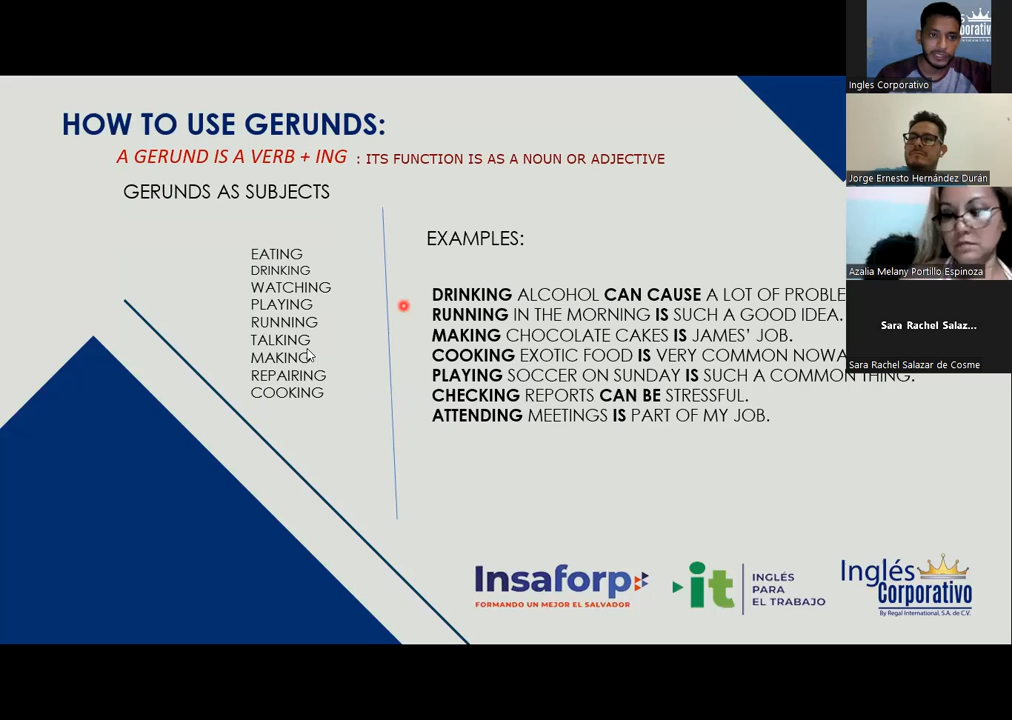 HOW TO USE GERUNDS:
A GERUND IS A VERB + ING : ITS FUNCTION IS AS A NOUN OR ADJECTIVE
GERUNDS AS SUBJECTS
EATING
DRINKING
WATCHING
PLAYING
RUNNING
TALKING
MAKING
REPAIRING
COOKING
EXAMPLES:
DRINKING ALCOHOL CAN CAUSE A LOT OF PROBLE
RUNNING IN THE MORNING IS SUCH A GOOD IDEA.
MAKING CHOCOLATE CAKES IS JAMES' JOB.
COOKING EXOTIC FOOD IS VERY COMMON NOWA
PLAYING SOCCER ON SUNDAY IS SUCH A COMMON THING.
CHECKING REPORTS CAN BE STRESSFUL.
ATTENDING MEETINGS IS PART OF MY JOB.
Insaforp
FORMANDO UN MEJOR EL SALVADOR
it
INGLÉS
PARA
EL TRABAJO
Inglés
Corporativo
By Regal International, S.A. de C.V.
Ingles Corporativo
Jorge Ernesto Hernández Durán
Azalia Melany Portillo Espinoza
Sara Rachel Salaz...
Sara Rachel Salazar de Cosme